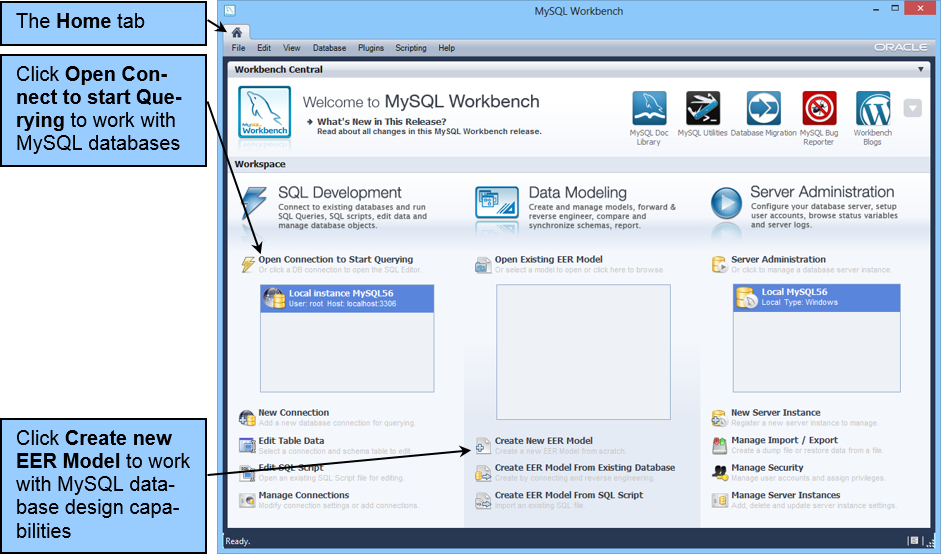 The Home tab
Click Open Con-
nect to start Que-
rying to work with
MySQL databases
Click Create new
EER Model to work
with MySQL data-
base design capa-
bilities
MySQL Workbench
File Edit View Database Plugins Scripting Help
ORACLE
Workbench Central
MySQL
Workbench
Welcome to MySQL Workbench
What's New in This Release?
Read about all changes in this MySQL Workbench release.
MySQL Doc
Library
MySQL Utilities
Database Migration
MySQL Bug
Reporter
Workbench
Blogs
Workspace
SQL Development
Connect to existing databases and run
SQL Queries, SQL scripts, edit data and
manage database objects.
Open Connection to Start Querying
Or click a DB connection to open the SQL Editor.
Local instance MySQL56
User: root Host: localhost:3306
New Connection
Add a new database connection for querying.
Edit Table Data
Select a connection and schema table to edit.
Edit SQL Script
Open an existing SQL Script file for editing.
Manage Connections
Modify connection settings or add connections.
Data Modeling
Create and manage models, forward &
reverse engineer, compare and
synchronize schemas, report.
Open Existing EER Model
Or select a model to open or click here to browse
Create New EER Model
Create a new EER Model from scratch
Create EER Model From Existing Database
Create by connecting and reverse engineering.
Create EER Model From SQL Script
Import an existing SQL file
Server Administration
Configure your database server, setup
user accounts, browse status variables
and server logs.
Server Administration
Or click to manage a database server instance.
Local MySQL56
Local Type: Windows
New Server Instance
Register a new server instance to manage.
Manage Import / Export
Create a dump file or restore data from a file.
Manage Security
Manage user accounts and assign privileges.
Manage Server Instances
Add, delete and update server instance settings.
Ready.